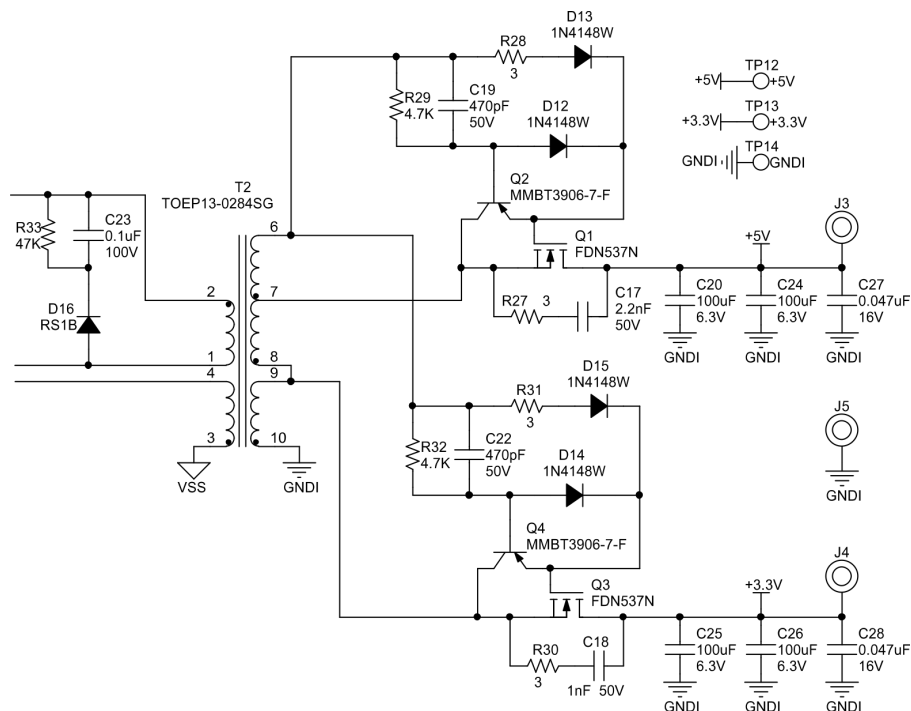 D13
1N4148W
R28
3
C19
470pF
50V
R29
4.7K
D12
1N4148W
TP12
+5V
+5V
TP13
+3.3V
+3.3V
TP14
GNDI
GNDI
Q2
MMBT3906-7-F
T2
TOEP13-0284SG
R33
47K
C23
0.1uF
100V
6
J3
Q1
FDN537N
+5V
2
7
D16
RS1B
R27
3
C17
2.2nF
50V
C20
100uF
6.3V
C24
100uF
6.3V
C27
0.047uF
16V
GNDI
GNDI
GNDI
1
8
4
9
D15
1N4148W
R31
3
J5
3
10
R32
4.7K
C22
470pF
50V
D14
1N4148W
VSS
GNDI
GNDI
Q4
MMBT3906-7-F
J4
Q3
FDN537N
+3.3V
R30
3
C18
1nF
50V
C25
100uF
6.3V
C26
100uF
6.3V
C28
0.047uF
16V
GNDI
GNDI
GNDI